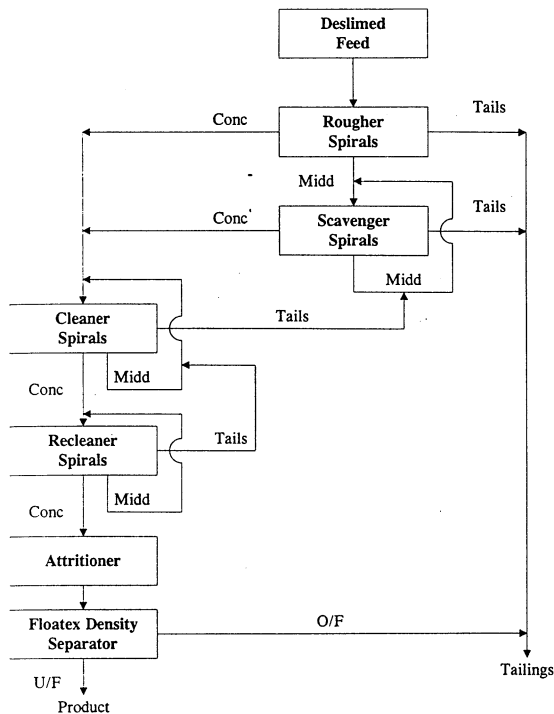 Deslimed
Feed
Conc
Rougher
Spirals
Tails
Midd
Conc
Scavenger
Spirals
Tails
Midd
Cleaner
Spirals
Tails
Conc
Midd
Recleaner
Spirals
Tails
Conc
Midd
Attritioner
Floatex Density
Separator
O/F
U/F
Product
Tailings